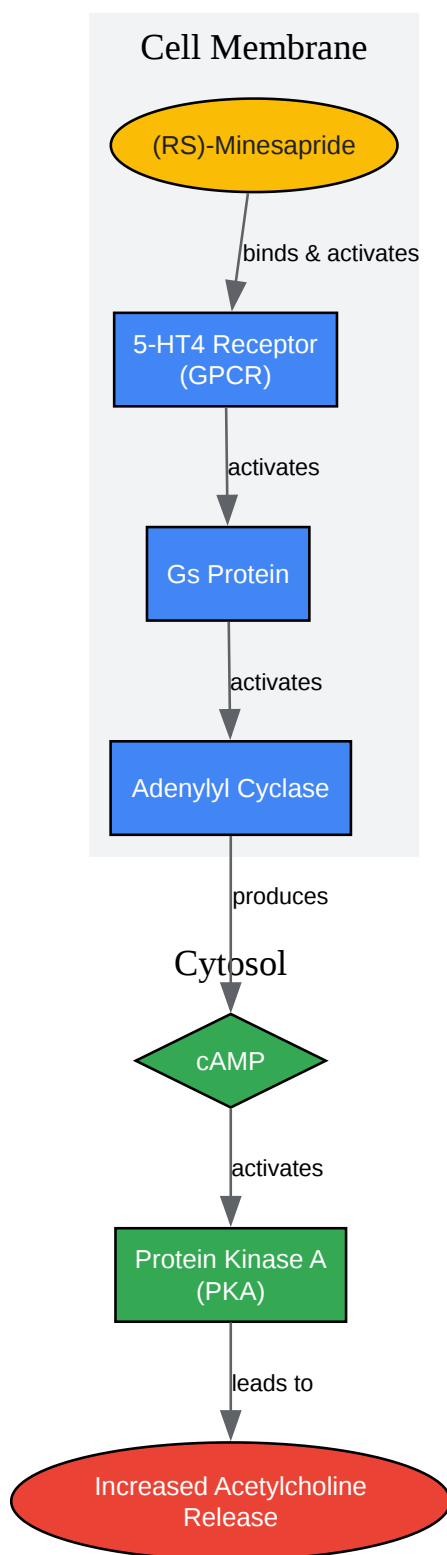 Cell Membrane
(RS)-Minesapride
binds & activates
5-HT4 Receptor
(GPCR)
activates
Gs Protein
activates
Adenylyl Cyclase
produces
Cytosol
cAMP
activates
Protein Kinase A
(PKA)
leads to
Increased Acetylcholine
Release